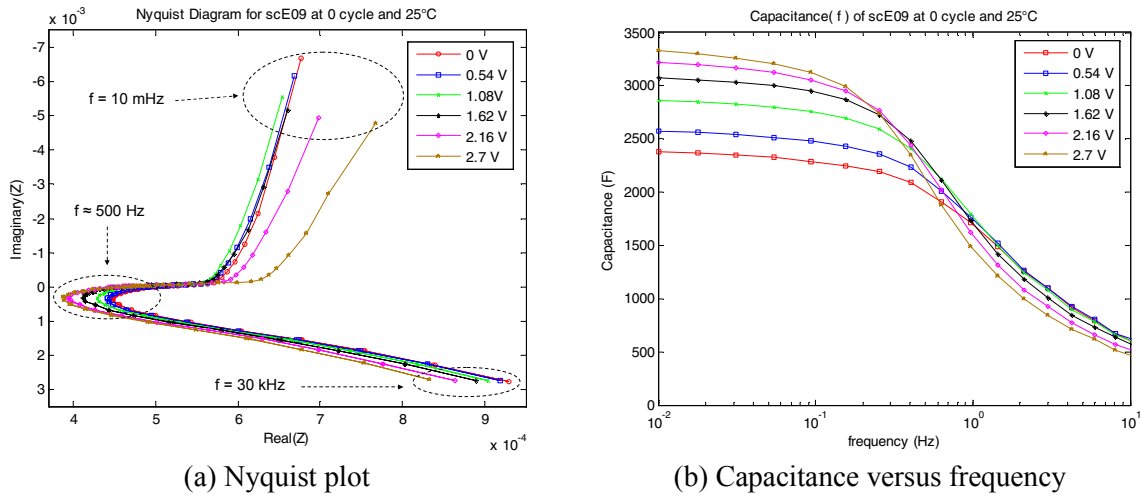 Nyquist Diagram for scE09 at 0 cycle and 25°C
x 10⁻³
-7
-6
-5
-4
-3
-2
-1
0
1
2
3
Imaginary(Z)
f = 10 mHz
f ≈ 500 Hz
f = 30 kHz
0 V
0.54 V
1.08V
1.62 V
2.16 V
2.7 V
4 5 6 7 8 9
x 10⁻⁴
Real(Z)
(a) Nyquist plot
Capacitance( f ) of scE09 at 0 cycle and 25°C
3500
3000
2500
2000
1500
1000
500
0
Capacitance (F)
0 V
0.54 V
1.08 V
1.62 V
2.16 V
2.7 V
10⁻² 10⁻¹ 10⁰ 10¹
frequency (Hz)
(b) Capacitance versus frequency